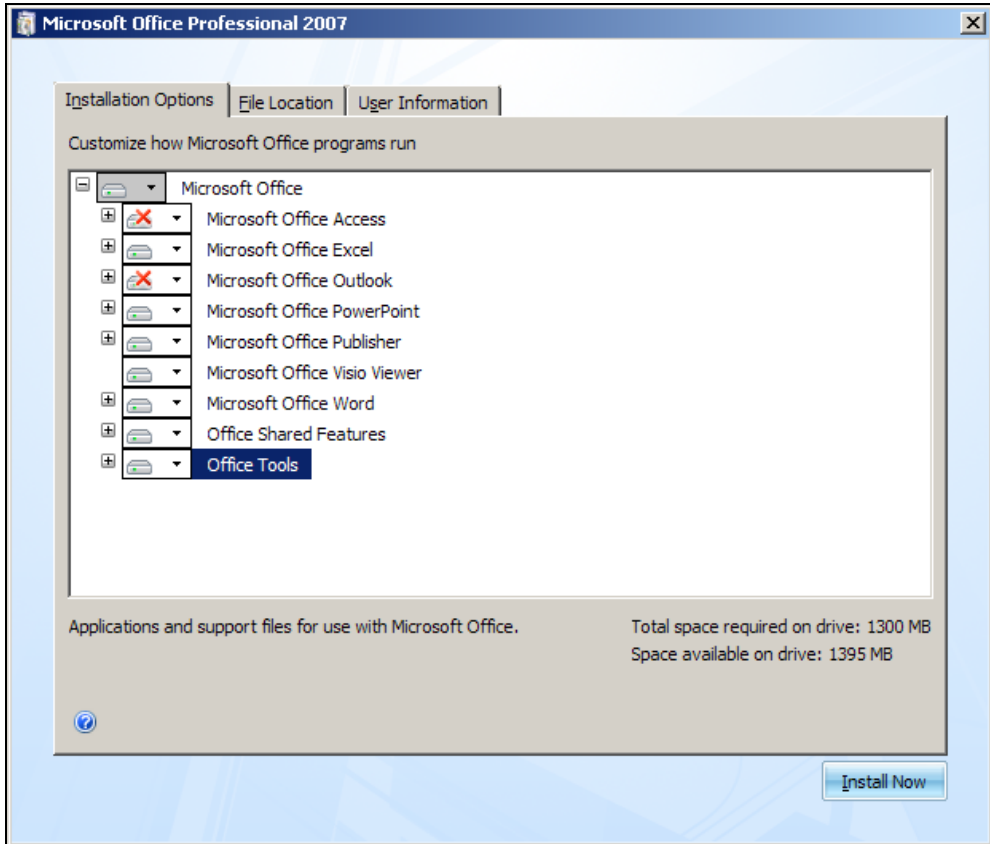 Microsoft Office Professional 2007
Installation Options File Location User Information
Customize how Microsoft Office programs run
Microsoft Office
Microsoft Office Access
Microsoft Office Excel
Microsoft Office Outlook
Microsoft Office PowerPoint
Microsoft Office Publisher
Microsoft Office Visio Viewer
Microsoft Office Word
Office Shared Features
Office Tools
Applications and support files for use with Microsoft Office. Total space required on drive: 1300 MB
Space available on drive: 1395 MB
Install Now